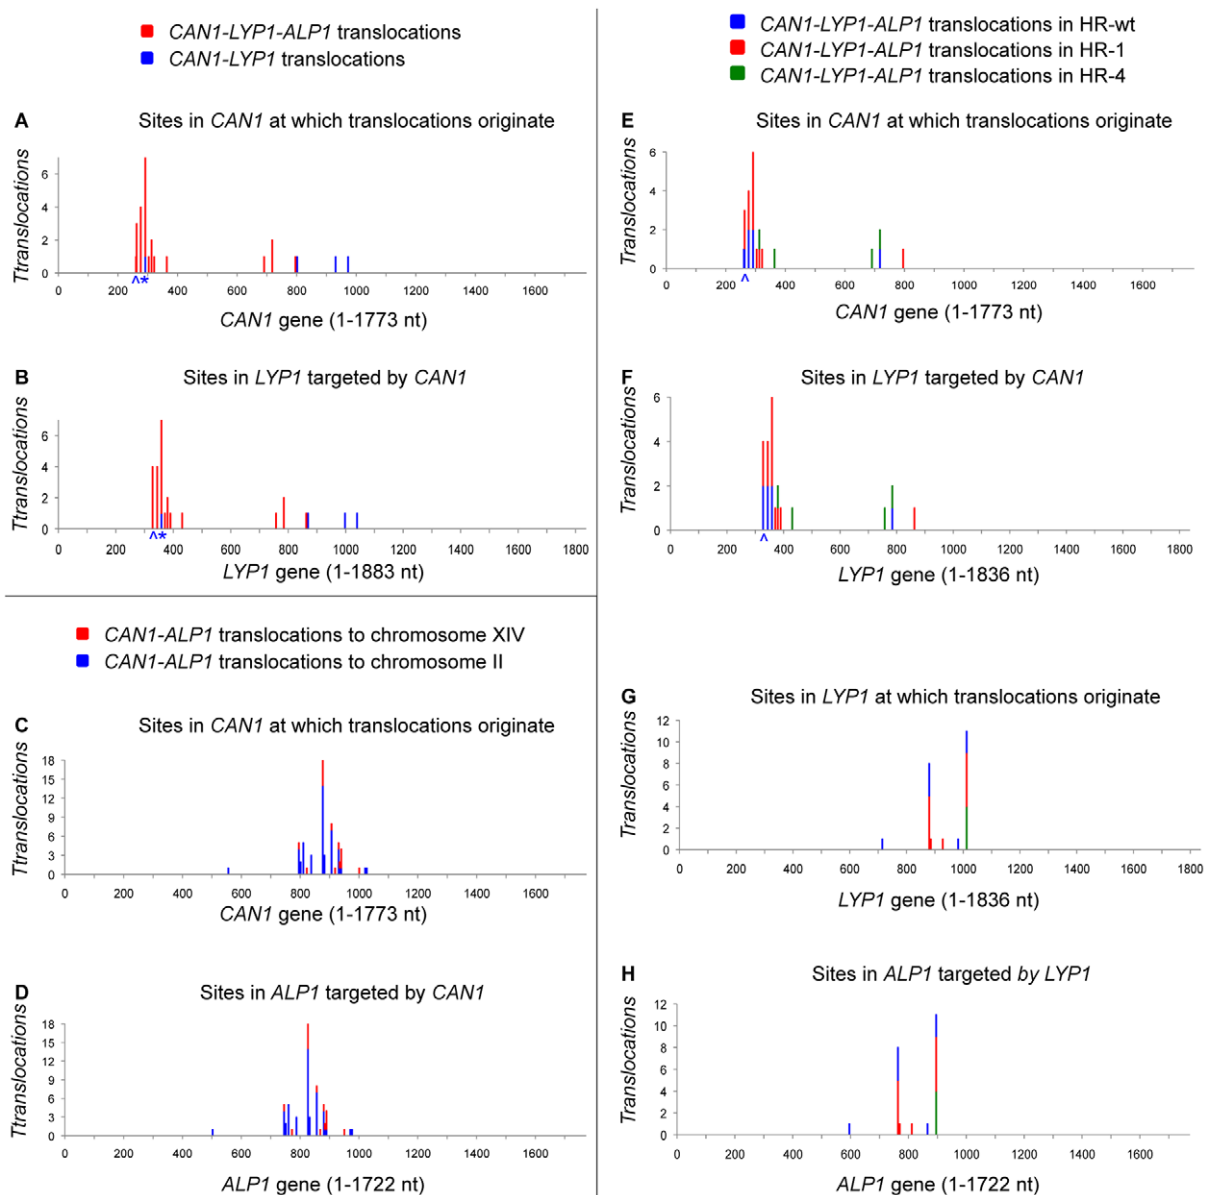 CAN1-LYP1-ALP1 translocations
CAN1-LYP1 translocations
A
Sites in CAN1 at which translocations originate
Ttranslocations
6
4
2
0
^*
0 200 400 600 800 1000 1200 1400 1600
CAN1 gene (1-1773 nt)
B
Sites in LYP1 targeted by CAN1
Ttranslocations
6
4
2
0
^*
0 200 400 600 800 1000 1200 1400 1600 1800
LYP1 gene (1-1883 nt)
CAN1-ALP1 translocations to chromosome XIV
CAN1-ALP1 translocations to chromosome II
C
Sites in CAN1 at which translocations originate
Ttranslocations
18
15
12
9
6
3
0
0 200 400 600 800 1000 1200 1400 1600
CAN1 gene (1-1773 nt)
D
Sites in ALP1 targeted by CAN1
Ttranslocations
18
15
12
9
6
3
0
0 200 400 600 800 1000 1200 1400 1600
ALP1 gene (1-1722 nt)
CAN1-LYP1-ALP1 translocations in HR-wt
CAN1-LYP1-ALP1 translocations in HR-1
CAN1-LYP1-ALP1 translocations in HR-4
E
Sites in CAN1 at which translocations originate
Translocations
6
4
2
0
^
0 200 400 600 800 1000 1200 1400 1600
CAN1 gene (1-1773 nt)
F
Sites in LYP1 targeted by CAN1
Translocations
6
4
2
0
^
0 200 400 600 800 1000 1200 1400 1600 1800
LYP1 gene (1-1836 nt)
G
Sites in LYP1 at which translocations originate
Translocations
12
10
8
6
4
2
0
0 200 400 600 800 1000 1200 1400 1600 1800
LYP1 gene (1-1836 nt)
H
Sites in ALP1 targeted by LYP1
Translocations
12
10
8
6
4
2
0
0 200 400 600 800 1000 1200 1400 1600
ALP1 gene (1-1722 nt)